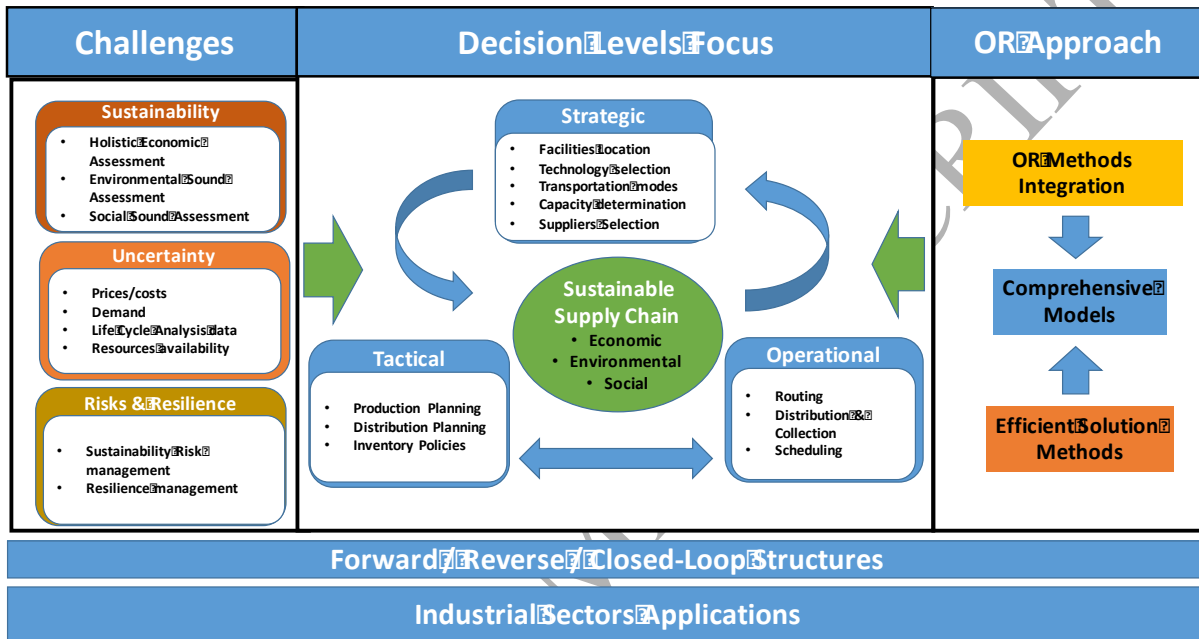 Challenges
Decision Levels Focus
OR Approach
Sustainability
• Holistic Economic
Assessment
• Environmental Sound
Assessment
• Social Sound Assessment
Uncertainty
• Prices/costs
• Demand
• Life Cycle Analysis data
• Resources availability
Risks & Resilience
• Sustainability Risk
management
• Resilience management
Strategic
• Facilities Location
• Technology selection
• Transportation modes
• Capacity determination
• Suppliers Selection
Sustainable
Supply Chain
• Economic
• Environmental
• Social
Tactical
• Production Planning
• Distribution Planning
• Inventory Policies
Operational
• Routing
• Distribution &
Collection
• Scheduling
OR Methods
Integration
Comprehensive
Models
Efficient Solution
Methods
Forward / Reverse / Closed-Loop Structures
Industrial Sectors Applications